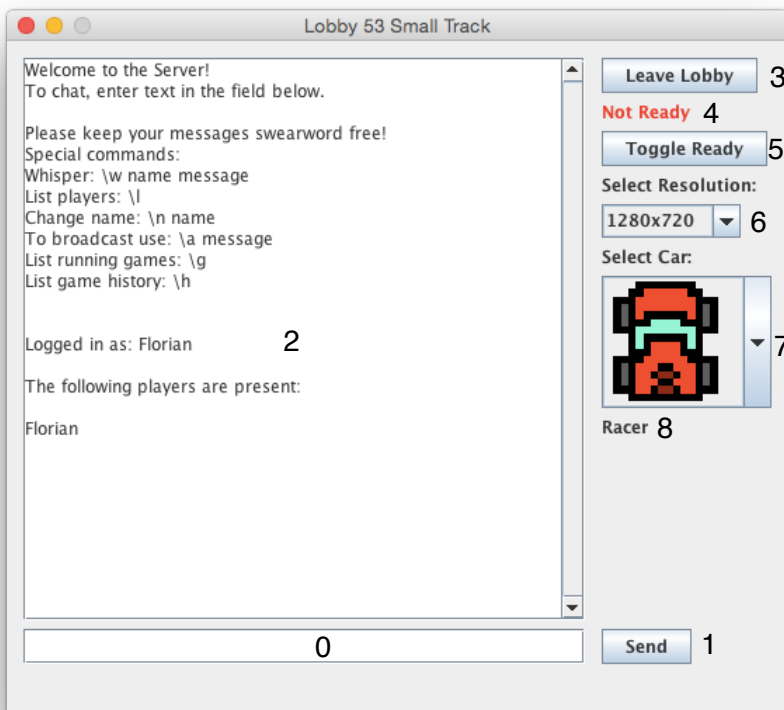 Lobby 53 Small Track
Welcome to the Server!
To chat, enter text in the field below.
Please keep your messages swearword free!
Special commands:
Whisper: \w name message
List players: \l
Change name: \n name
To broadcast use: \a message
List running games: \g
List game history: \h
Logged in as: Florian 2
The following players are present:
Florian
0
Leave Lobby 3
Not Ready 4
Toggle Ready 5
Select Resolution:
1280x720 6
Select Car:
7
Racer 8
Send 1